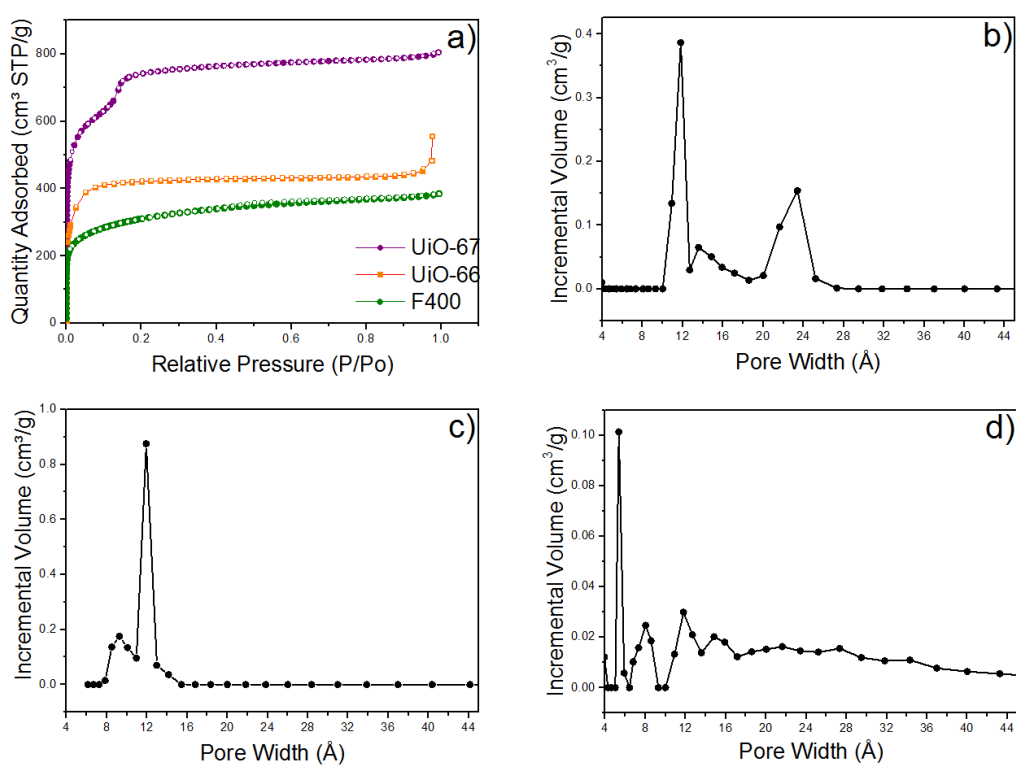 a)
Quantity Adsorbed (cm³ STP/g)
800
600
400
200
0
UiO-67
UiO-66
F400
0.0 0.2 0.4 0.6 0.8 1.0
Relative Pressure (P/Po)
b)
Incremental Volume (cm³/g)
0.4
0.3
0.2
0.1
0.0
4 8 12 16 20 24 28 32 36 40 44
Pore Width (Å)
c)
Incremental Volume (cm³/g)
1.0
0.8
0.6
0.4
0.2
0.0
4 8 12 16 20 24 28 32 36 40 44
Pore Width (Å)
d)
Incremental Volume (cm³/g)
0.10
0.08
0.06
0.04
0.02
0.00
4 8 12 16 20 24 28 32 36 40 44
Pore Width (Å)